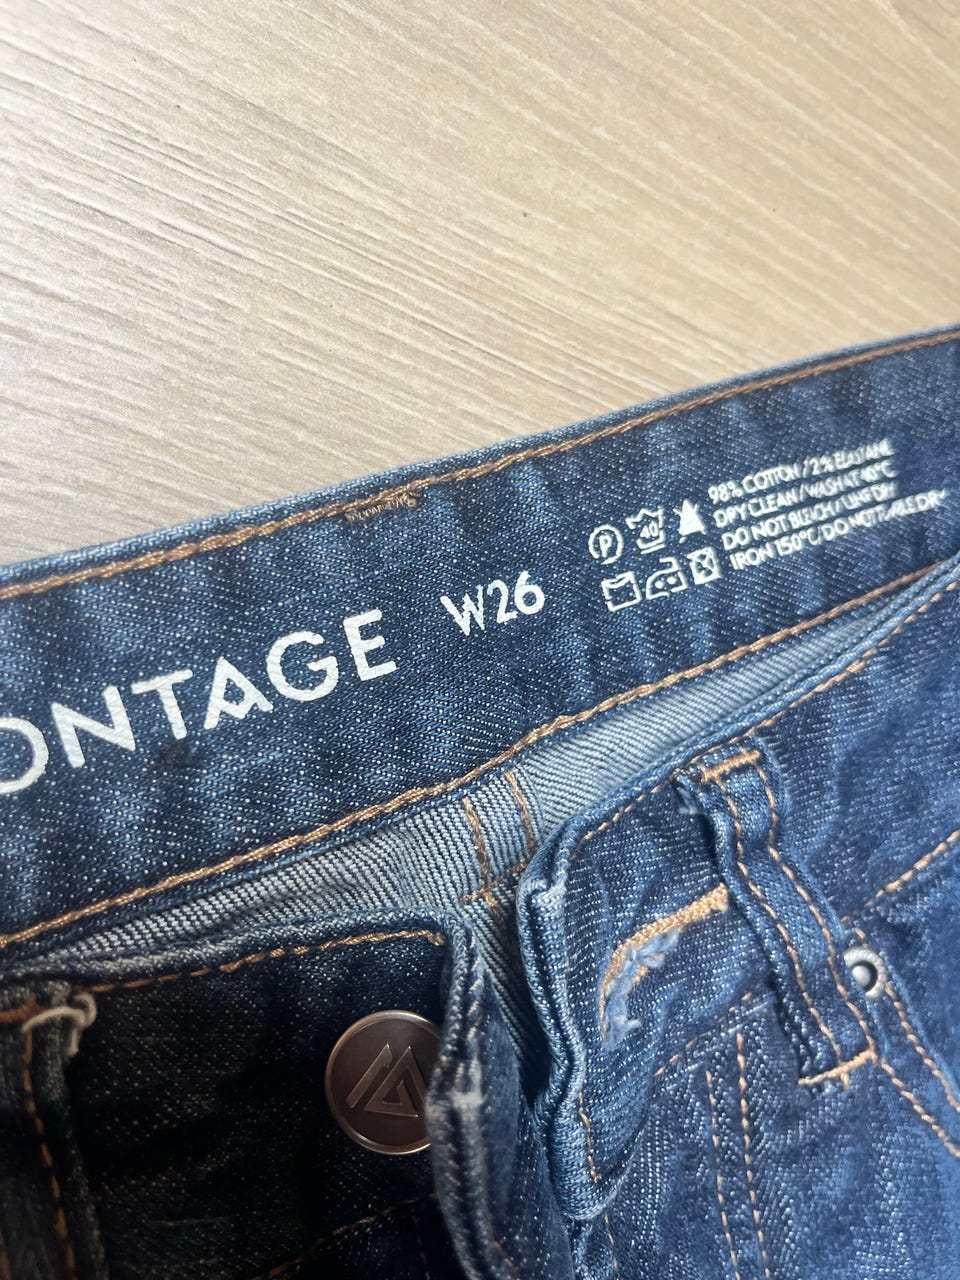 ONTAGE W26
P 40
98% COTTON / 2% ELASTANE
DRY CLEAN / WASH AT 40°C
DO NOT BLEACH / LINE DRY
IRON 150°C / DO NOT TUMBLE DRY